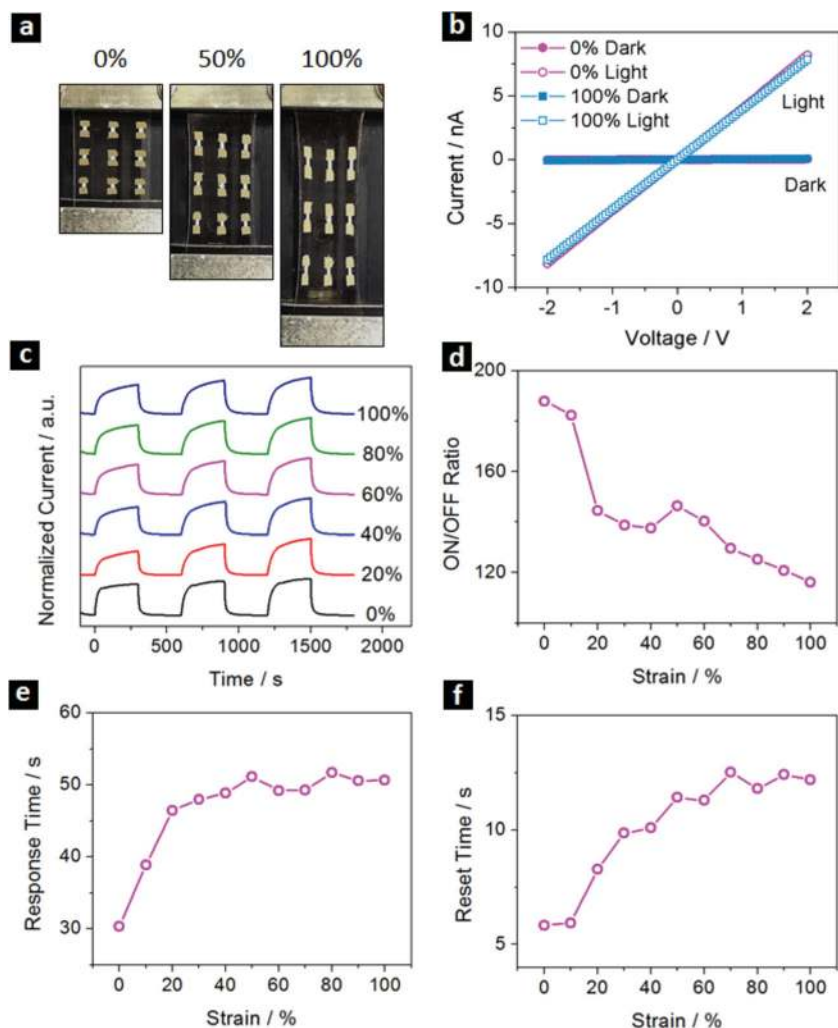 a
0% 50% 100%
b
0% Dark
0% Light
100% Dark
100% Light
Light
Dark
10
5
0
-5
-10
Current / nA
-2 -1 0 1 2
Voltage / V
c
Normalized Current / a.u.
100%
80%
60%
40%
20%
0%
0 500 1000 1500 2000
Time / s
d
200
160
120
ON/OFF Ratio
0 20 40 60 80 100
Strain / %
e
60
50
40
30
Response Time / s
0 20 40 60 80 100
Strain / %
f
15
10
5
Reset Time / s
0 20 40 60 80 100
Strain / %